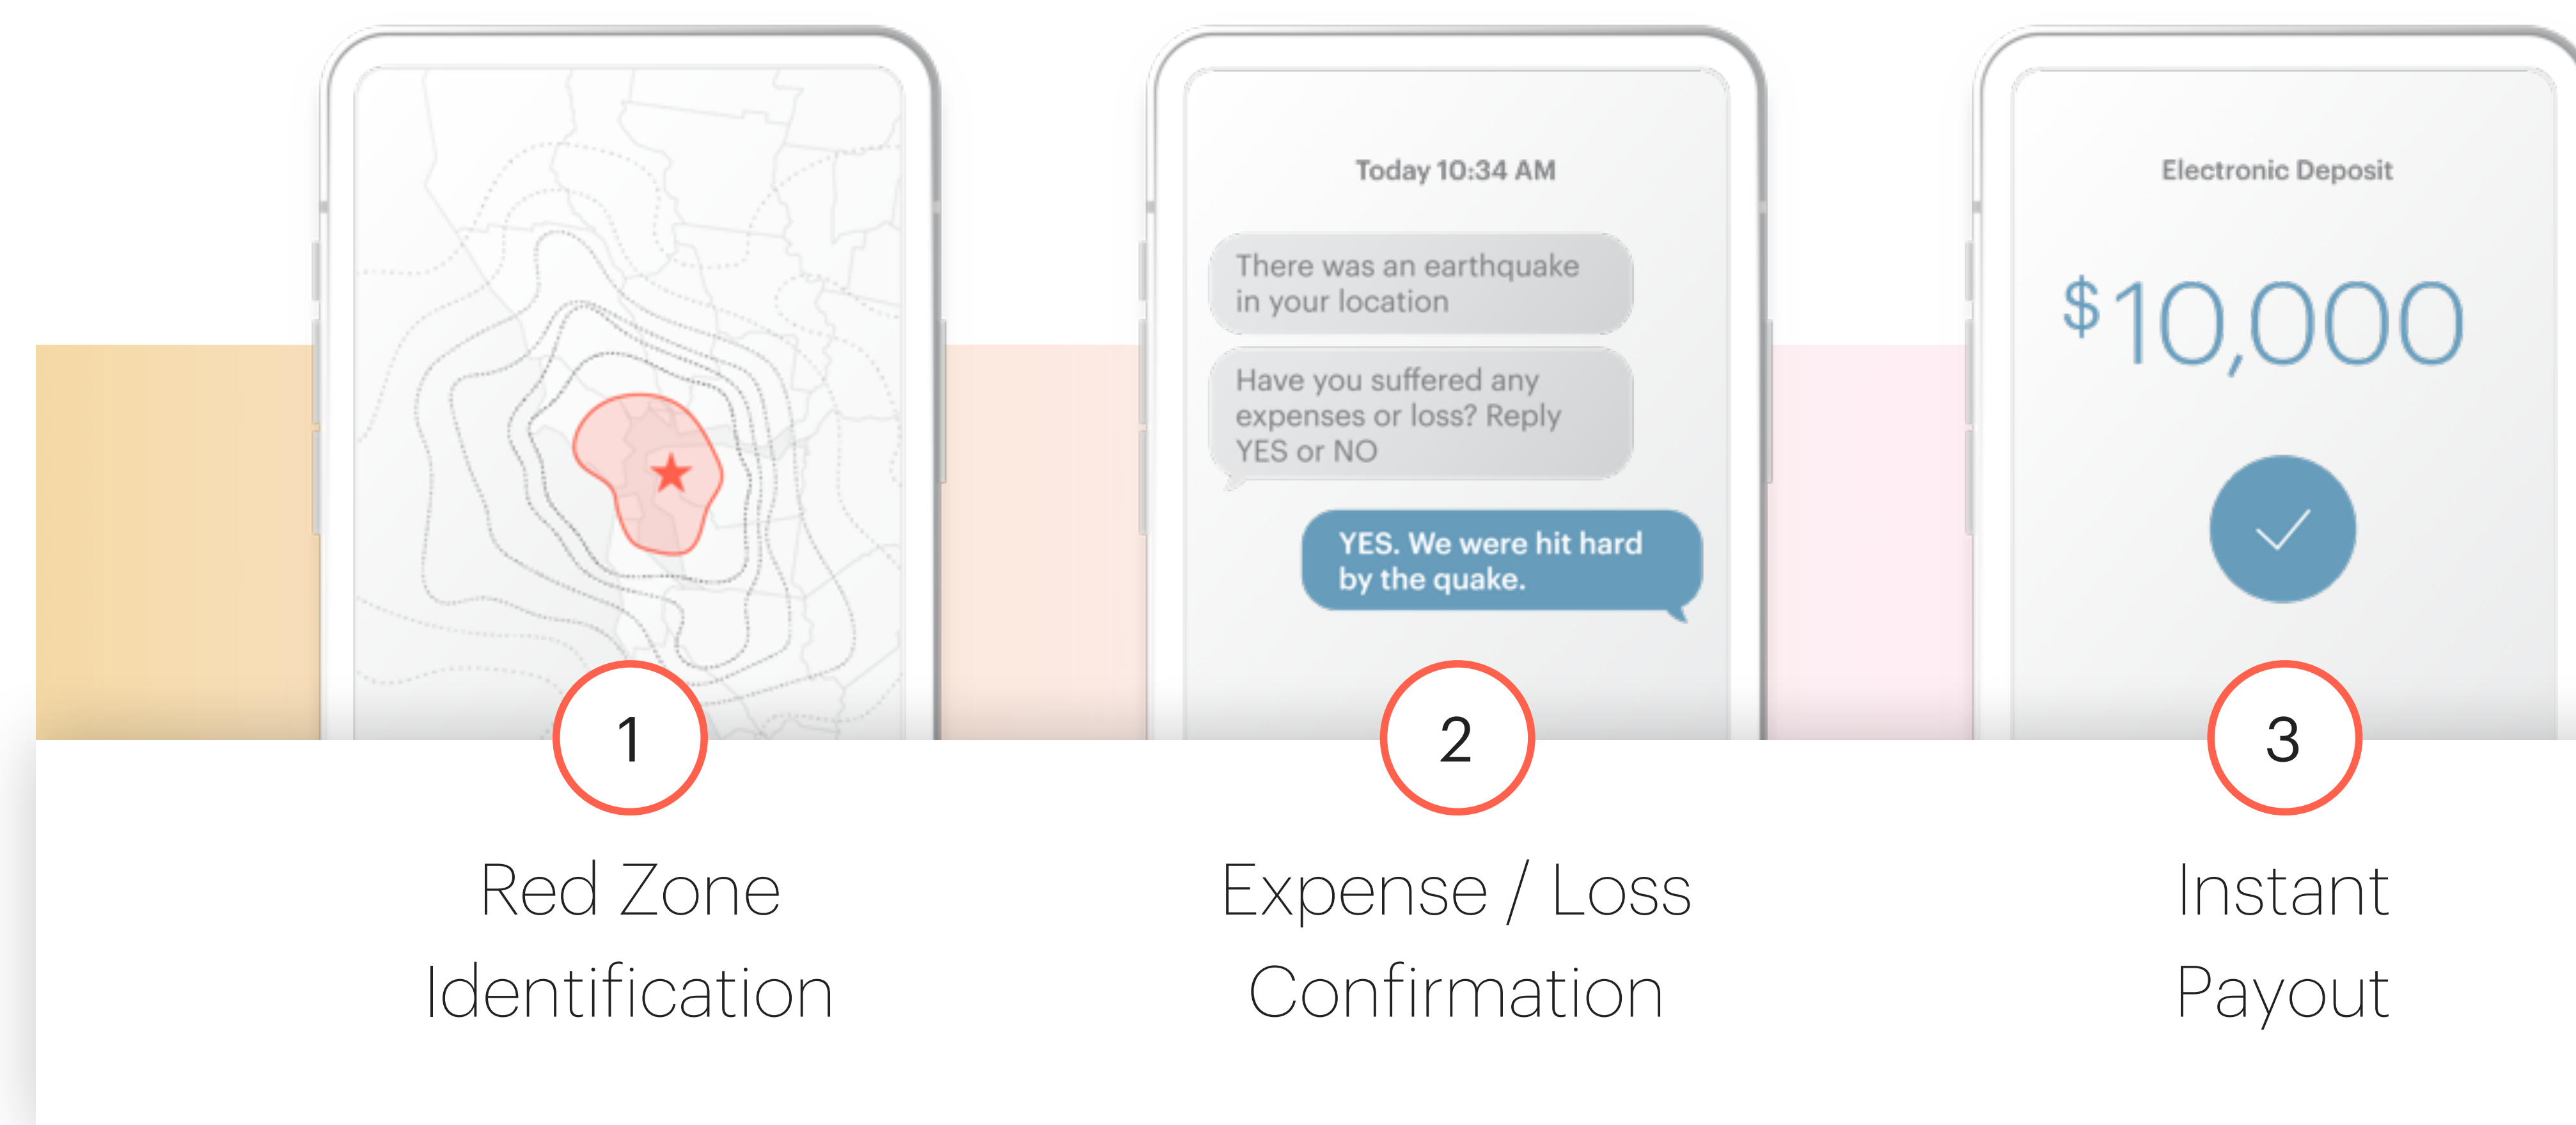 Today 10:34 AM
There was an earthquake
in your location
Have you suffered any
expenses or loss? Reply
YES or NO
YES. We were hit hard
by the quake.
Electronic Deposit
$10,000
1
Red Zone
Identification
2
Expense / Loss
Confirmation
3
Instant
Payout